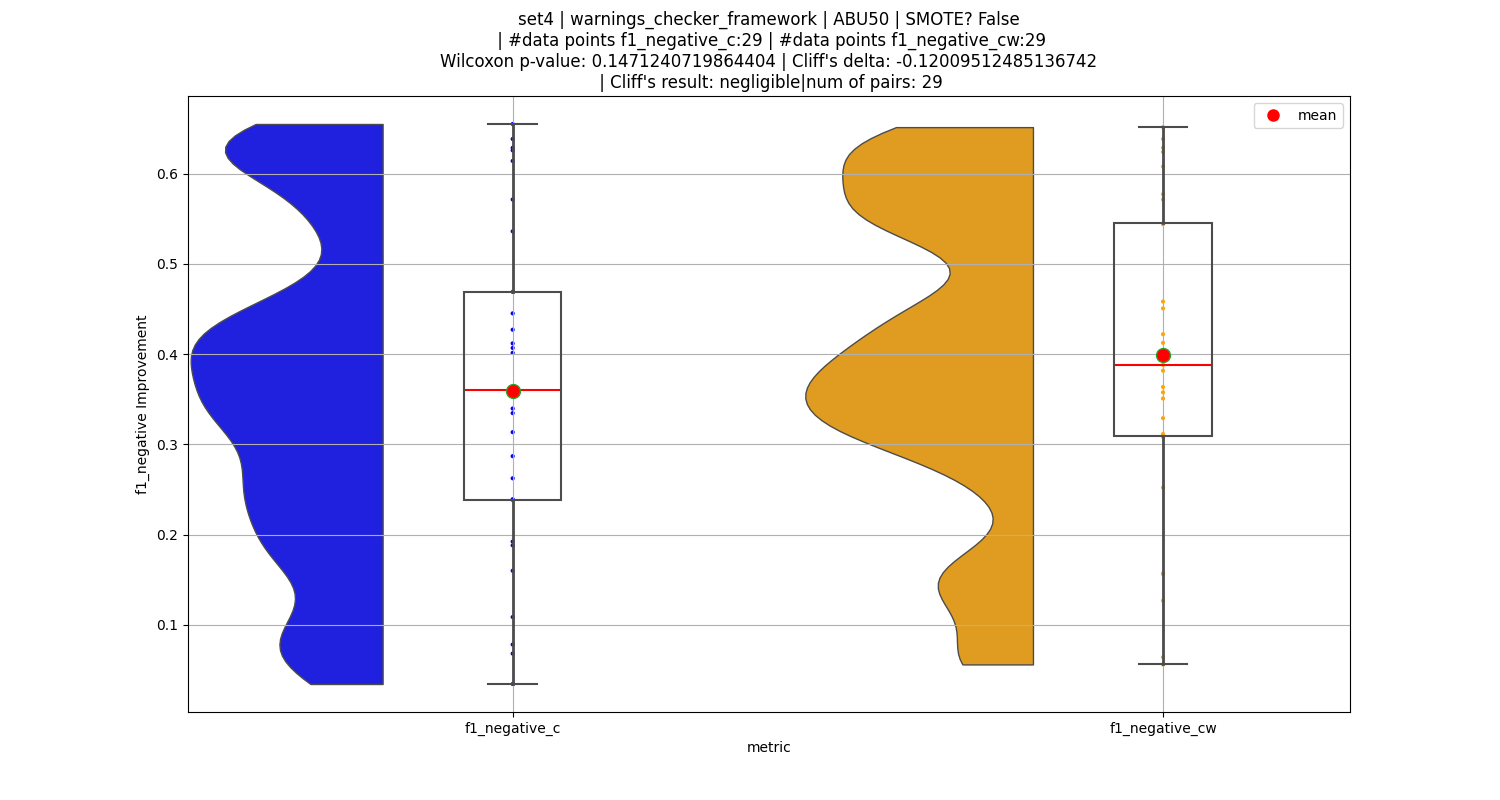 set4 | warnings_checker_framework | ABU50 | SMOTE? False
| #data points f1_negative_c:29 | #data points f1_negative_cw:29
Wilcoxon p-value: 0.1471240719864404 | Cliff's delta: -0.12009512485136742
| Cliff's result: negligible|num of pairs: 29
mean
0.6
0.5
0.4
0.3
0.2
0.1
f1_negative Improvement
f1_negative_c
f1_negative_cw
metric